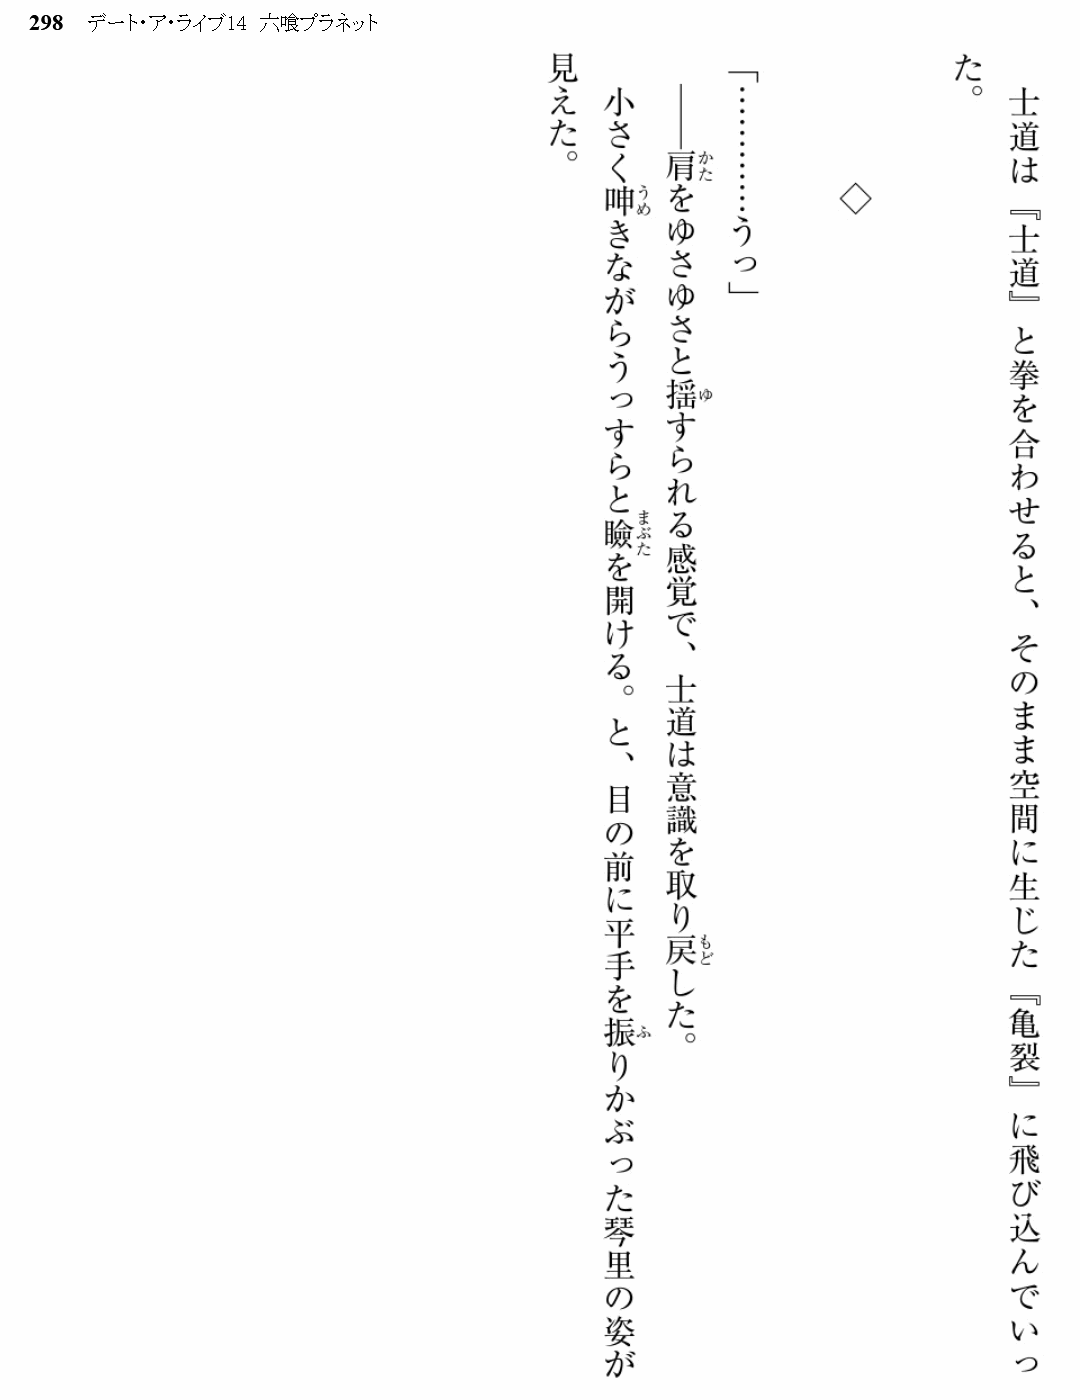 298 デート・ア・ライブ14 六喰プラネット
士道は『士道』と拳を合わせると、そのまま空間に生じた『亀裂』に飛び込んでいっ
た。
◇
「…………うっ」
――肩をゆさゆさと揺すられる感覚で、士道は意識を取り戻した。
小さく呻きながらうっすらと瞼を開ける。と、目の前に平手を振りかぶった琴里の姿が
見えた。